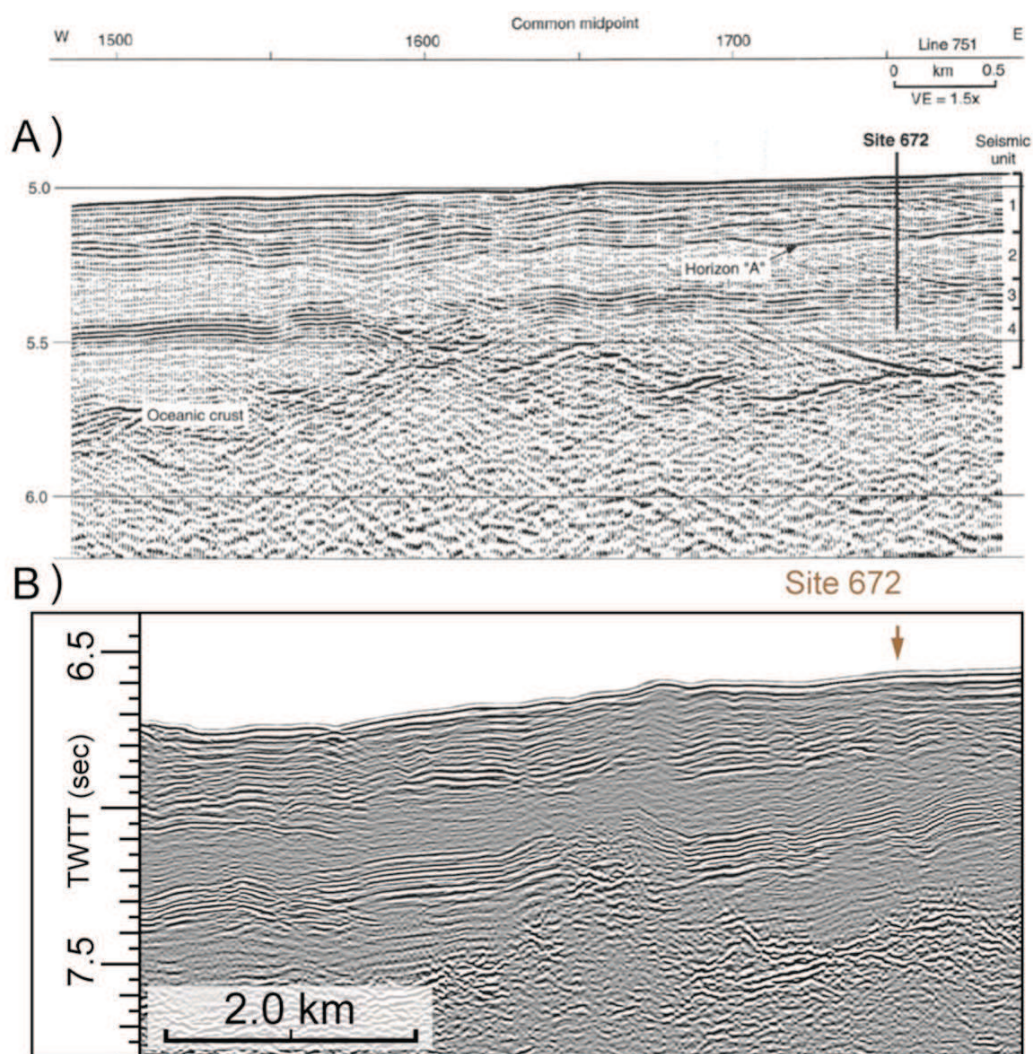 Common midpoint
W 1500 1600 1700 Line 751 E
0 km 0.5
VE = 1.5x
A )
Site 672 Seismic unit
5.0
1
Horizon "A"
2
3
4
5.5
Oceanic crust
6.0
B )
Site 672
6.5
TWTT (sec)
7.5
2.0 km